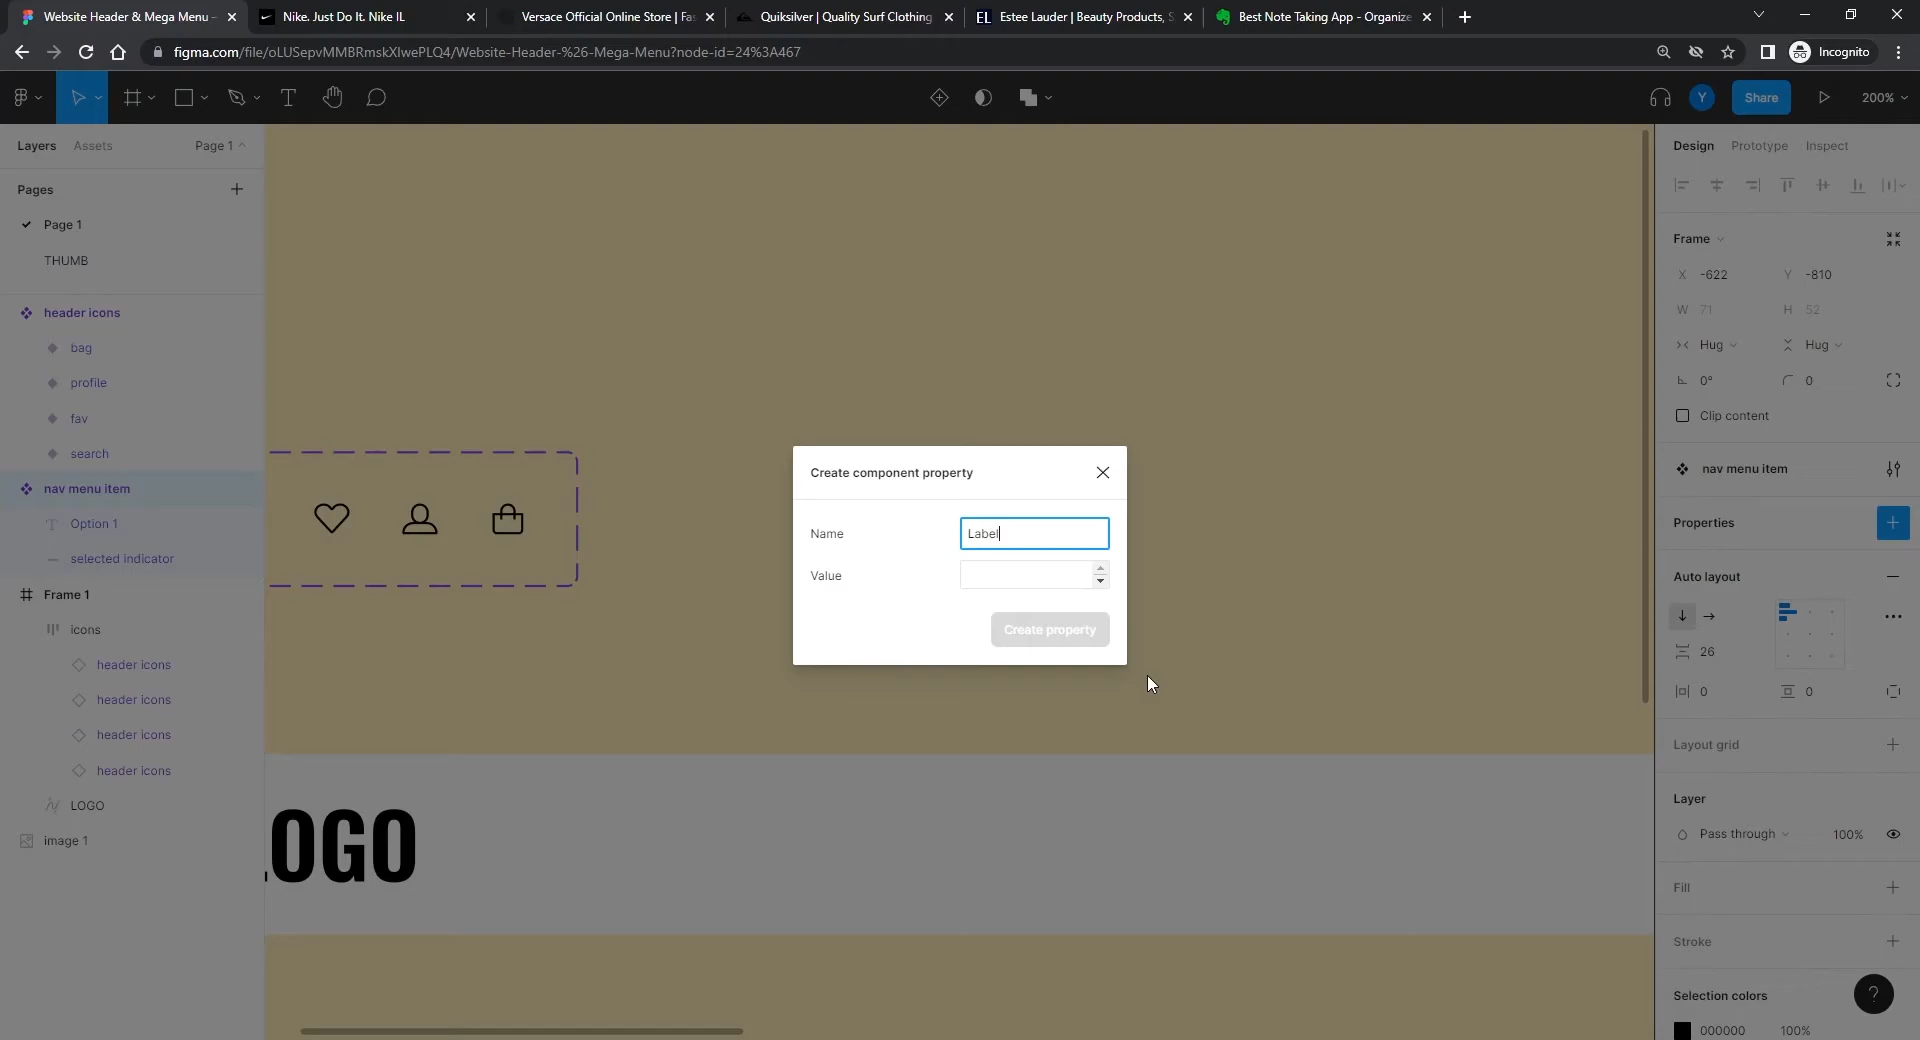 Website Header & Mega Menu -
Nike. Just Do It. Nike IL
Versace Official Online Store | Fas
Quiksilver | Quality Surf Clothing
EL
Estee Lauder | Beauty Products, S
Best Note Taking App - Organize
figma.com/file/oLUSepvMMBRmskXlwePLQ4/Website-Header-%26-Mega-Menu?node-id=24%3A467
Incognito
Y
Share
200%
Layers
Assets
Page 1
Pages
Page 1
THUMB
header icons
bag
profile
fav
search
nav menu item
Option 1
selected indicator
Frame 1
icons
header icons
header icons
header icons
header icons
LOGO
image 1
LOGO
Create component property
Name
Label
Value
Create property
Design
Prototype
Inspect
Frame
X -622
Y -810
W 71
H 52
Hug
Hug
0°
0
Clip content
nav menu item
Properties
Auto layout
26
0
0
Layout grid
Layer
Pass through
100%
Fill
Stroke
Selection colors
000000
100%
?